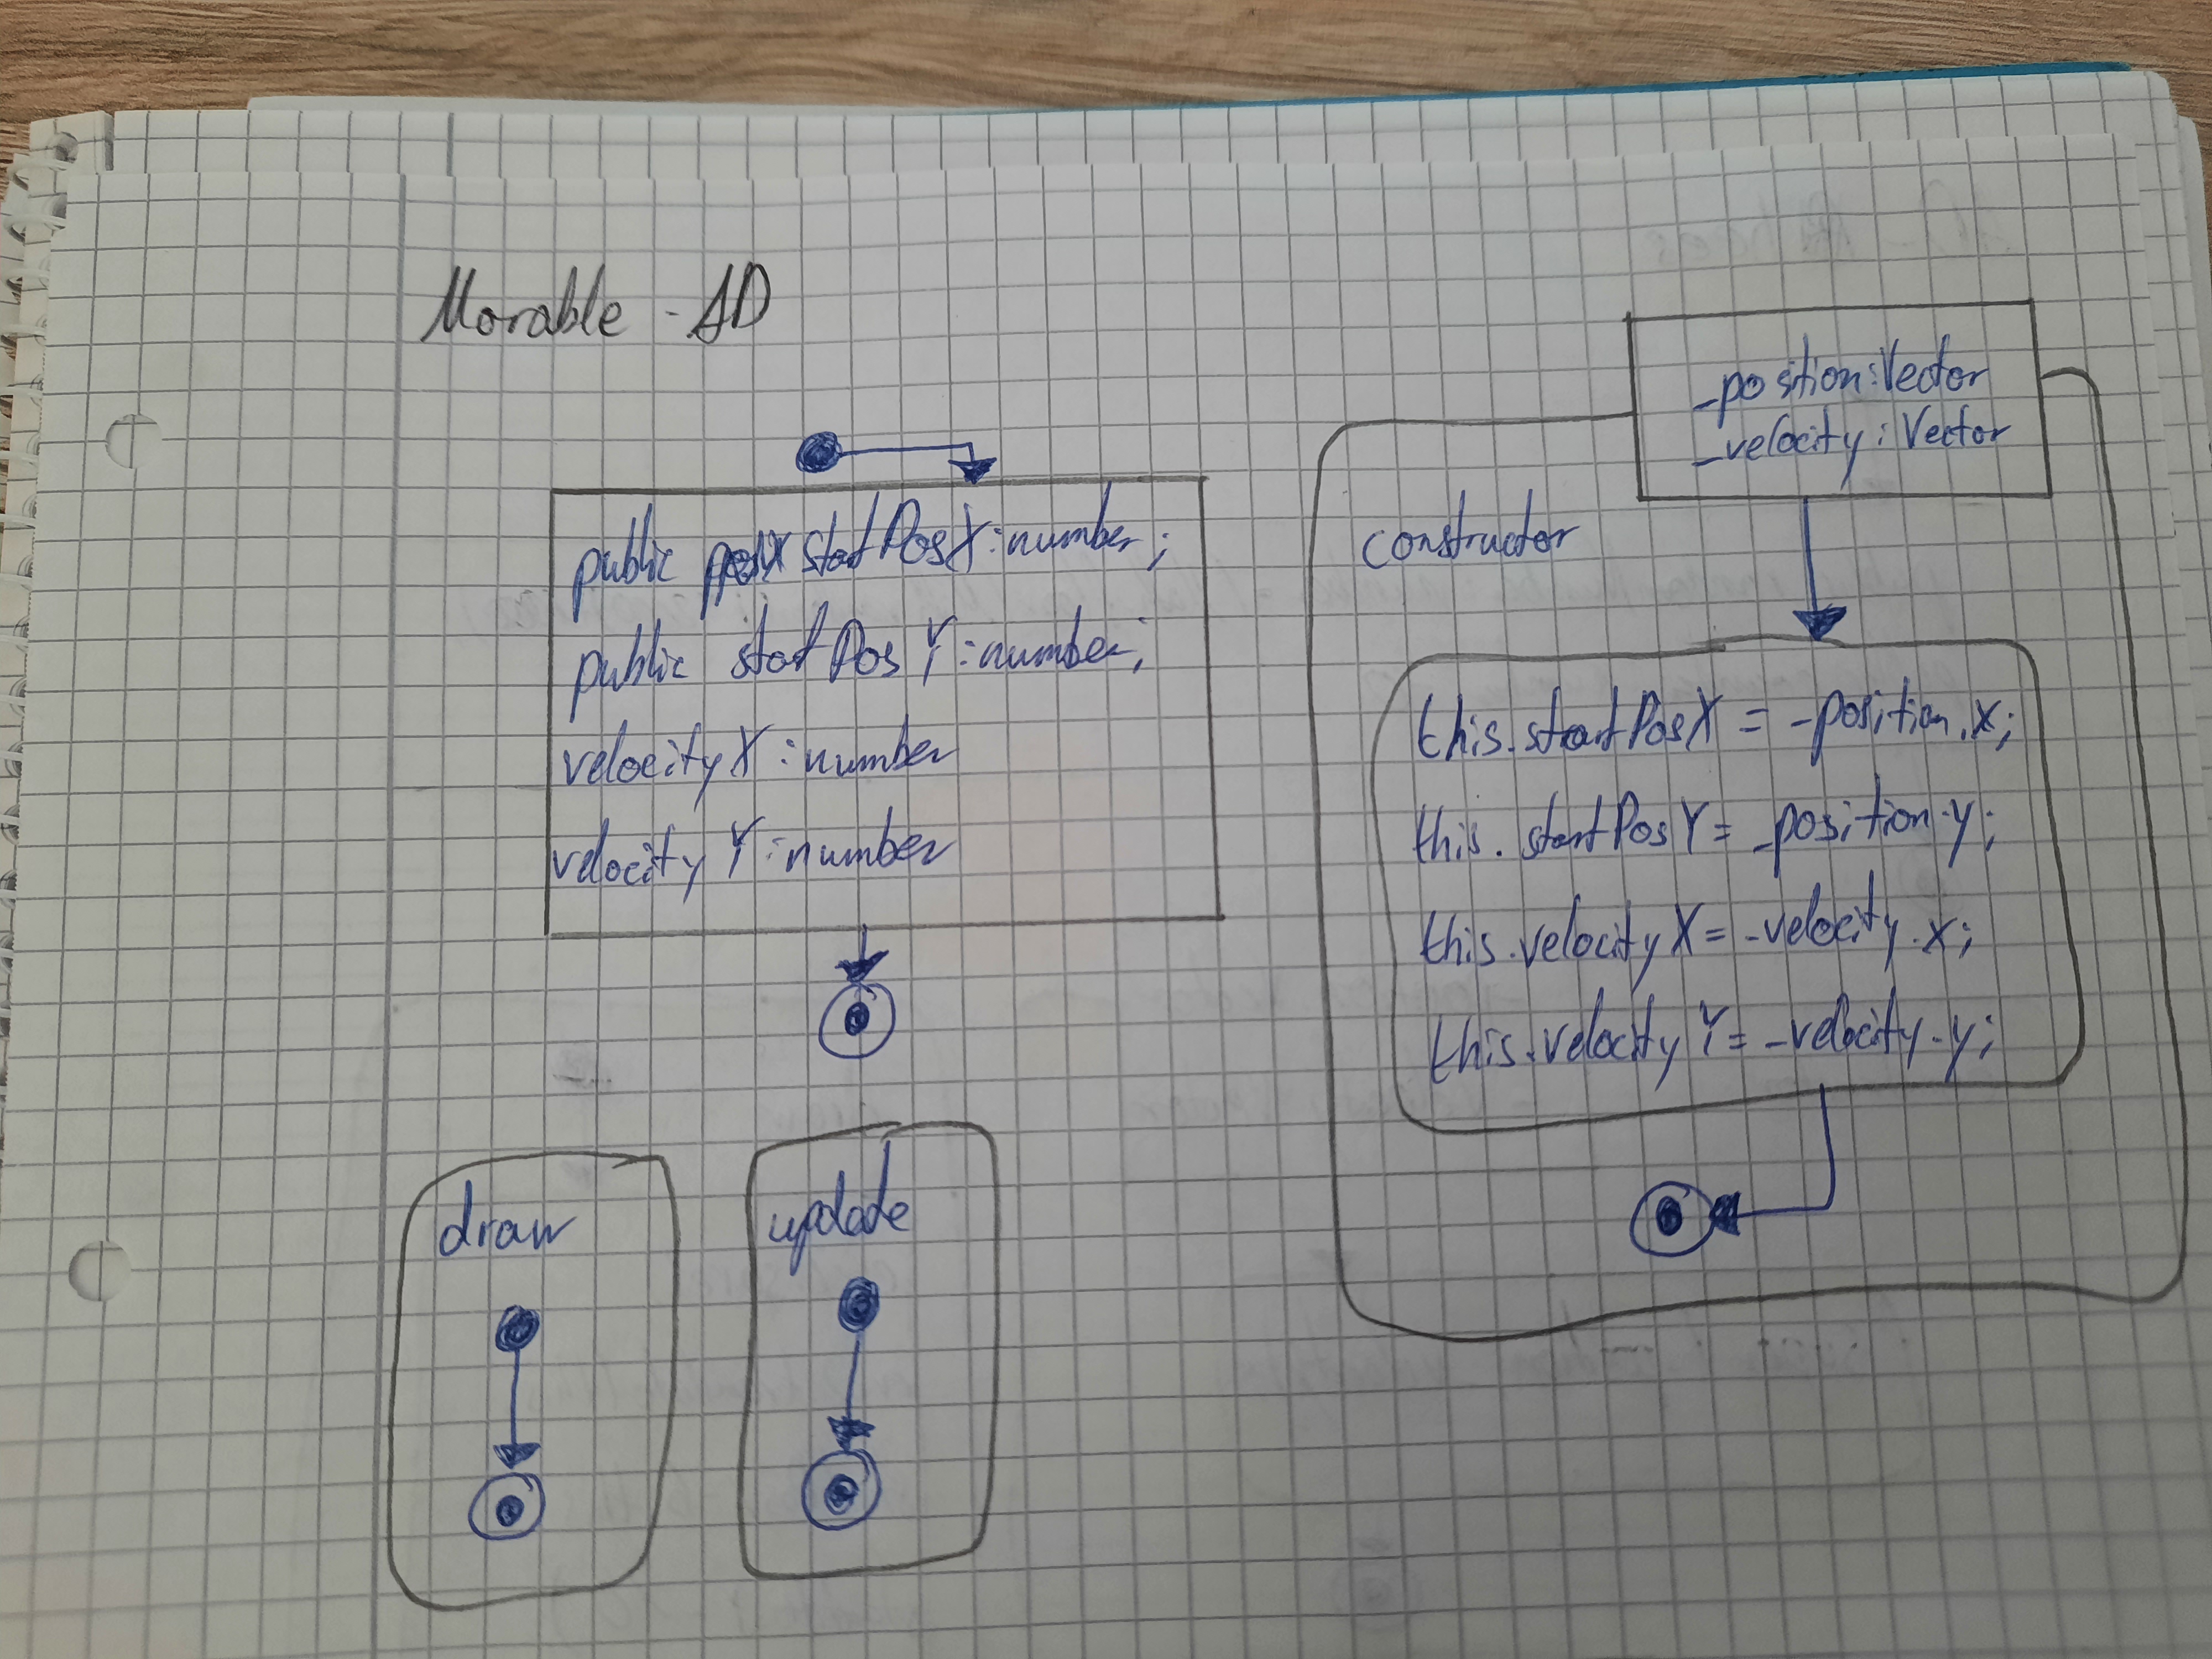 Movable - AD
public startPosX : number;
public startPosY : number;
velocityX : number
velocityY : number
draw
update
_position : Vector
_velocity : Vector
constructor
this.startPosX = _position.x;
this.startPosY = _position.y;
this.velocityX = _velocity.x;
this.velocityY = _velocity.y;